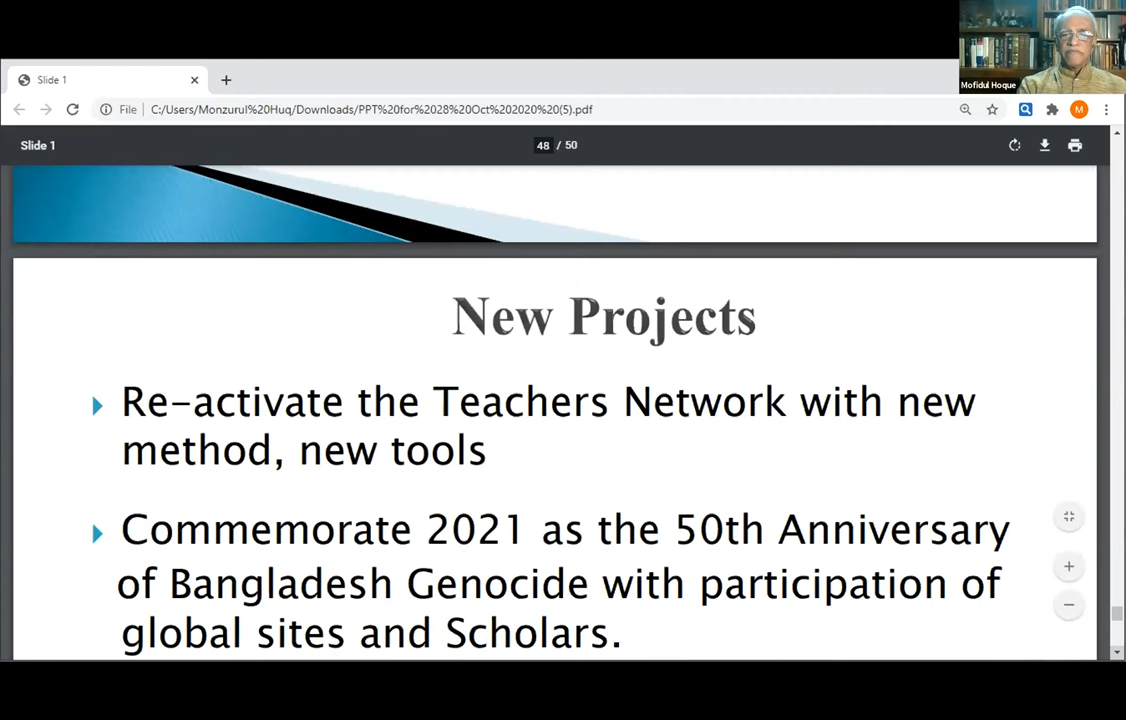 Mofidul Hoque
Slide 1
File C:/Users/Monzurul%20Huq/Downloads/PPT%20for%2028%20Oct%202020%20(5).pdf
M
Slide 1
48 / 50
New Projects
Re-activate the Teachers Network with new
method, new tools
Commemorate 2021 as the 50th Anniversary
of Bangladesh Genocide with participation of
global sites and Scholars.